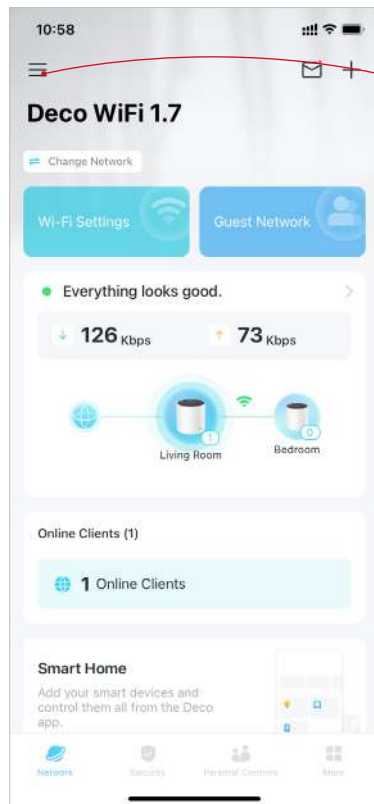 10:58
Deco WiFi 1.7
Change Network
Wi-Fi Settings
Guest Network
Everything looks good.
126 Kbps
73 Kbps
1
0
Living Room
Bedroom
Online Clients (1)
1 Online Clients
Smart Home
Add your smart devices and
control them all from the Deco
app.
Network
Security
Parental Controls
More